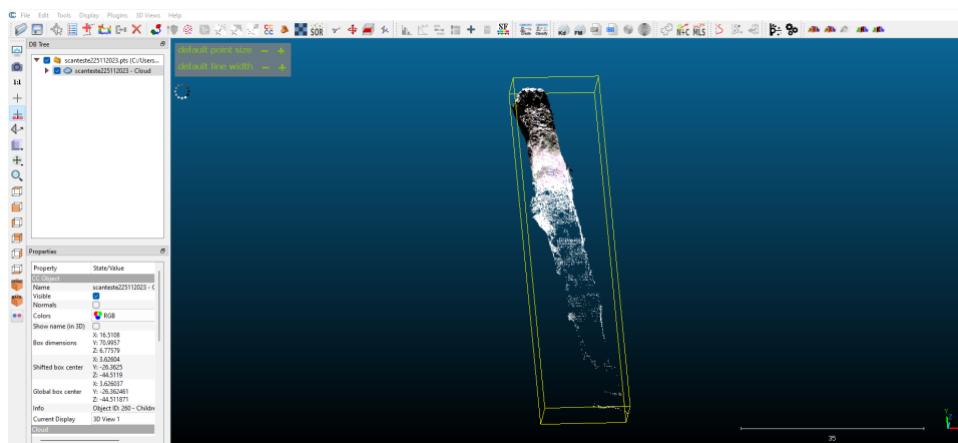 File Edit Tools Display Plugins 3D Views Help
SOR
SF
Kd
FM
N+C MLS
DB Tree
default point size − +
default line width − +
scanteste225112023.pts (C:/Users...
scanteste225112023 - Cloud
1:1
Properties
Property State/Value
CC Object
Name scanteste225112023 - C
Visible
Normals
Colors RGB
Show name (in 3D)
Box dimensions
X: 16.5108
Y: 70.9957
Z: 6.77579
Shifted box center
X: 3.62604
Y: -26.3625
Z: -44.5119
Global box center
X: 3.626037
Y: -26.362461
Z: -44.511871
Info Object ID: 260 - Childre
Current Display 3D View 1
Cloud
35